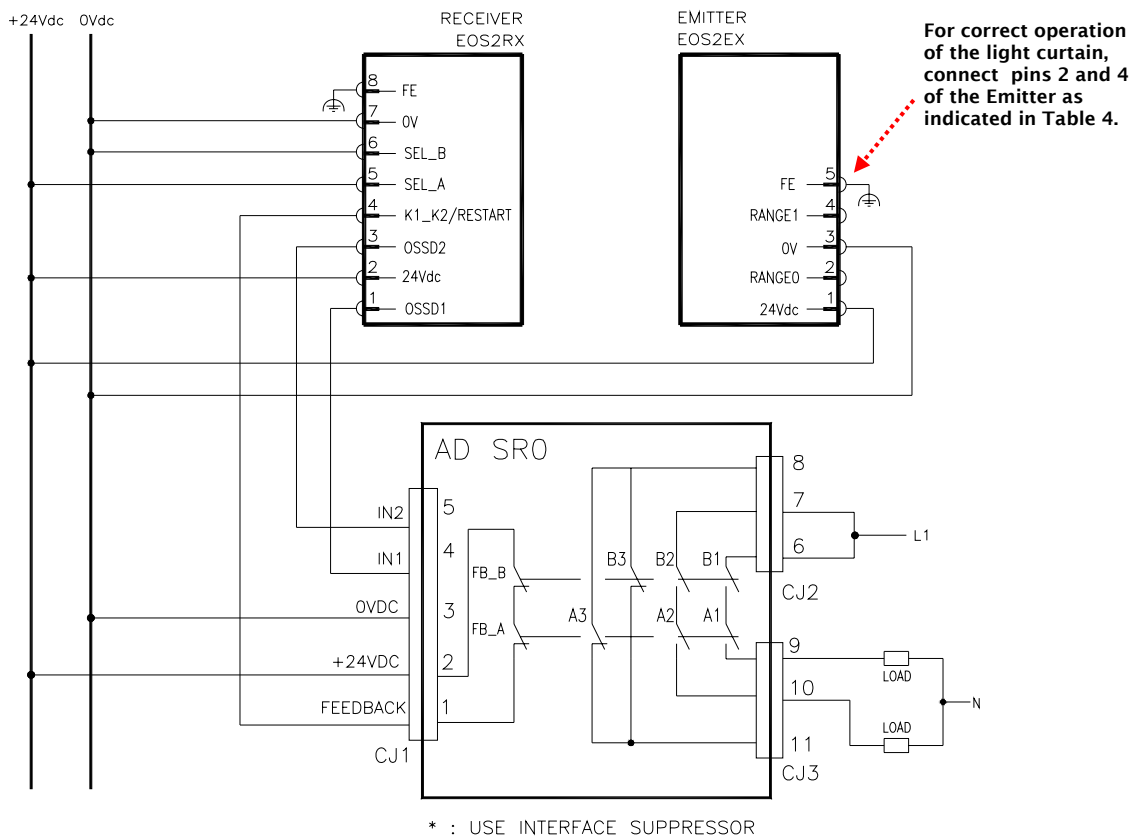 +24Vdc 0Vdc
RECEIVER
EOS2RX
EMITTER
EOS2EX
For correct operation
of the light curtain,
connect pins 2 and 4
of the Emitter as
indicated in Table 4.
8 FE
7 0V
6 SEL_B
5 SEL_A
4 K1_K2/RESTART
3 OSSD2
2 24Vdc
1 OSSD1
FE 5
RANGE1 4
0V 3
RANGE0 2
24Vdc 1
AD SR0
IN2 5
IN1 4
0VDC 3
+24VDC 2
FEEDBACK 1
CJ1
FB_B
FB_A
B3 B2 B1
A3 A2 A1
8
7
6
CJ2
L1
9
10
11
CJ3
LOAD
LOAD
N
* : USE INTERFACE SUPPRESSOR